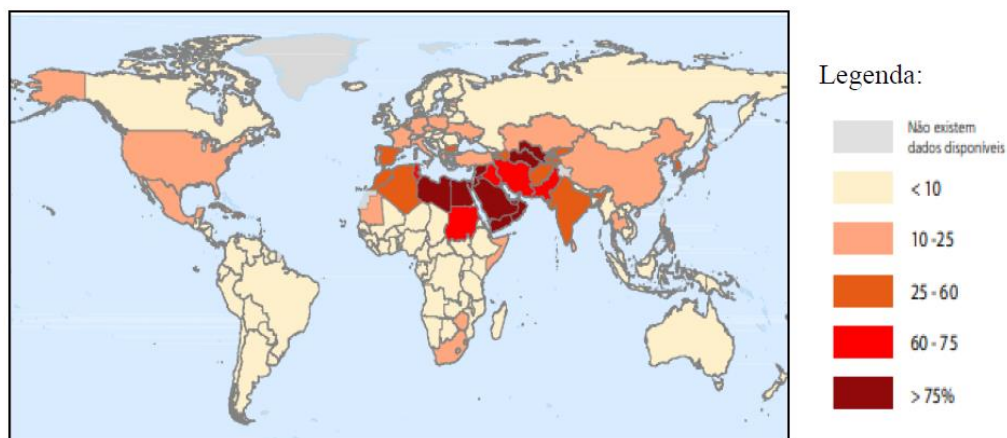 Legenda:
Não existem
dados disponíveis
< 10
10 -25
25 - 60
60 - 75
> 75%